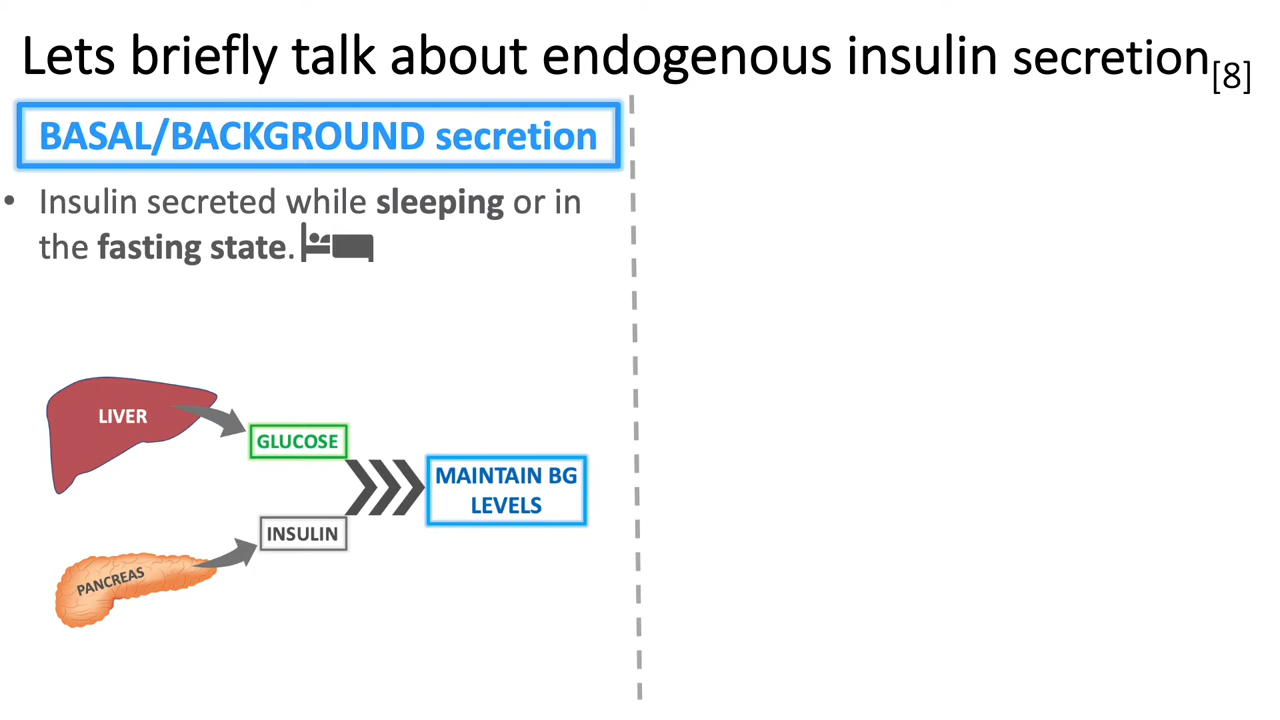 Lets briefly talk about endogenous insulin secretion[8]
BASAL/BACKGROUND secretion
• Insulin secreted while sleeping or in
the fasting state.
LIVER
GLUCOSE
MAINTAIN BG
LEVELS
INSULIN
PANCREAS